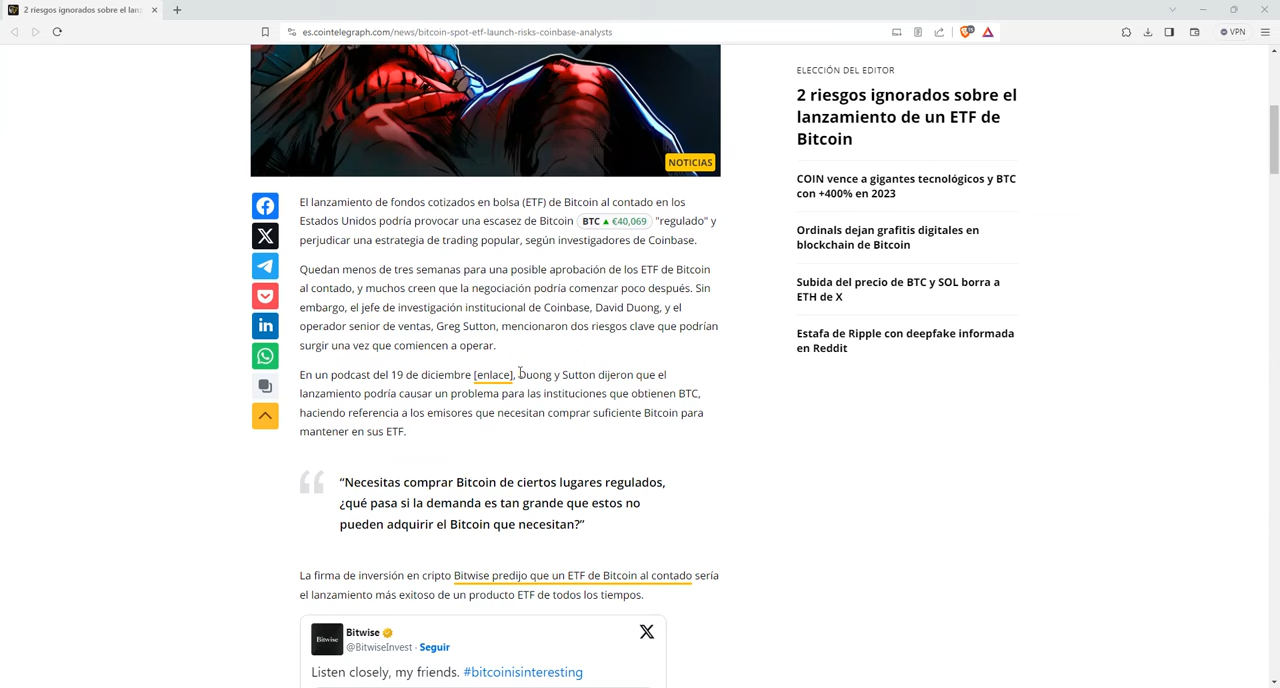 2 riesgos ignorados sobre el lan
es.cointelegraph.com/news/bitcoin-spot-etf-launch-risks-coinbase-analysts
VPN
NOTICIAS
El lanzamiento de fondos cotizados en bolsa (ETF) de Bitcoin al contado en los
Estados Unidos podría provocar una escasez de Bitcoin BTC ▲ €40,069 "regulado" y
perjudicar una estrategia de trading popular, según investigadores de Coinbase.
Quedan menos de tres semanas para una posible aprobación de los ETF de Bitcoin
al contado, y muchos creen que la negociación podría comenzar poco después. Sin
embargo, el jefe de investigación institucional de Coinbase, David Duong, y el
operador senior de ventas, Greg Sutton, mencionaron dos riesgos clave que podrían
surgir una vez que comiencen a operar.
En un podcast del 19 de diciembre [enlace], Duong y Sutton dijeron que el
lanzamiento podría causar un problema para las instituciones que obtienen BTC,
haciendo referencia a los emisores que necesitan comprar suficiente Bitcoin para
mantener en sus ETF.
“Necesitas comprar Bitcoin de ciertos lugares regulados,
¿qué pasa si la demanda es tan grande que estos no
pueden adquirir el Bitcoin que necesitan?”
La firma de inversión en cripto Bitwise predijo que un ETF de Bitcoin al contado sería
el lanzamiento más exitoso de un producto ETF de todos los tiempos.
Bitwise
Bitwise
@BitwiseInvest · Seguir
Listen closely, my friends. #bitcoinisinteresting
ELECCIÓN DEL EDITOR
2 riesgos ignorados sobre el
lanzamiento de un ETF de
Bitcoin
COIN vence a gigantes tecnológicos y BTC
con +400% en 2023
Ordinals dejan grafitis digitales en
blockchain de Bitcoin
Subida del precio de BTC y SOL borra a
ETH de X
Estafa de Ripple con deepfake informada
en Reddit